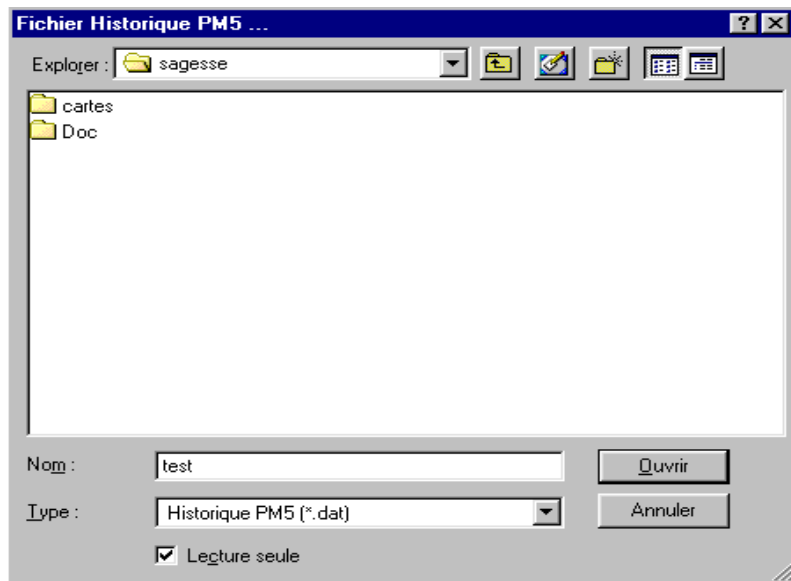 Fichier Historique PM5 ...
Explorer : sagesse
cartes
Doc
Nom : test
Ouvrir
Type : Historique PM5 (*.dat)
Annuler
Lecture seule